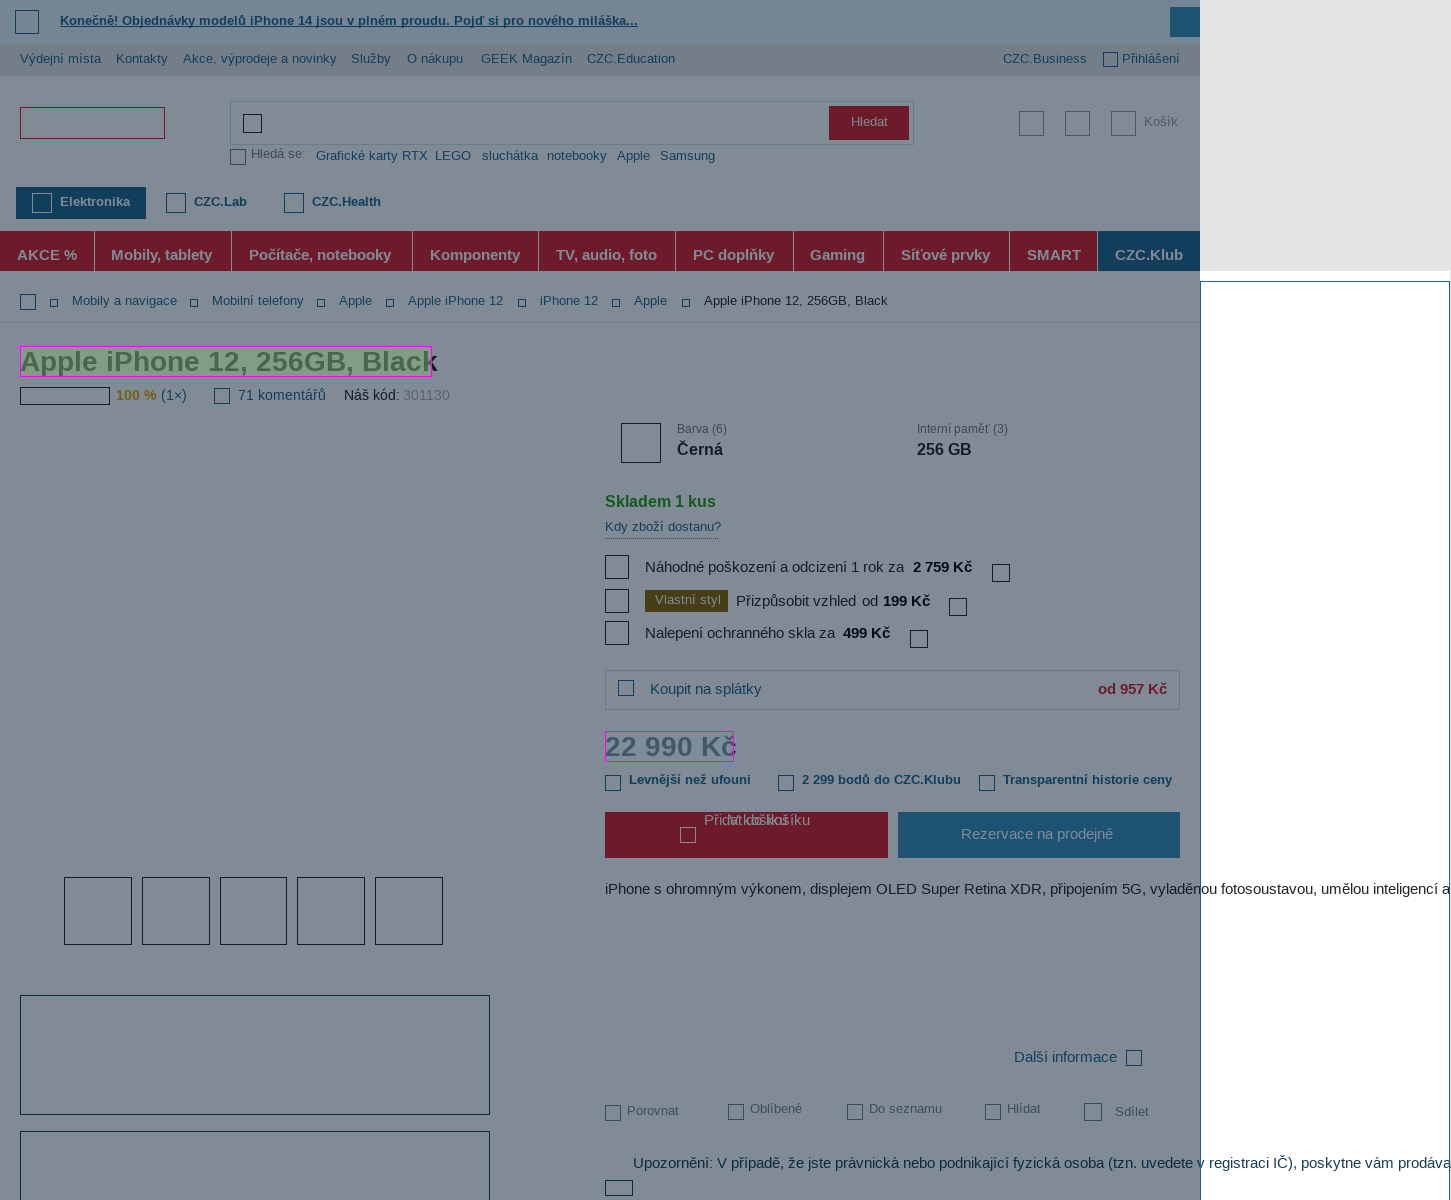 Konečně! Objednávky modelů iPhone 14 jsou v plném proudu. Pojď si pro nového miláška...
Výdejní místa Kontakty Akce, výprodeje a novinky Služby O nákupu GEEK Magazín CZC.Education CZC.Business Přihlášení
Hledat Košík
Hledá se: Grafické karty RTX LEGO sluchátka notebooky Apple Samsung
Elektronika CZC.Lab CZC.Health
AKCE % Mobily, tablety Počítače, notebooky Komponenty TV, audio, foto PC doplňky Gaming Síťové prvky SMART CZC.Klub
Mobily a navigace Mobilní telefony Apple Apple iPhone 12 iPhone 12 Apple Apple iPhone 12, 256GB, Black
Apple iPhone 12, 256GB, Black
100 % (1×) 71 komentářů Náš kód: 301130
Barva (6) Interní paměť (3)
Černá 256 GB
Skladem 1 kus
Kdy zboží dostanu?
Náhodné poškození a odcizení 1 rok za 2 759 Kč
Vlastní styl Přizpůsobit vzhled od 199 Kč
Nalepení ochranného skla za 499 Kč
Koupit na splátky od 957 Kč
22 990 Kč
Levnější než ufouni 2 299 bodů do CZC.Klubu Transparentní historie ceny
Přidat do košíku
V košíku
Rezervace na prodejně
iPhone s ohromným výkonem, displejem OLED Super Retina XDR, připojením 5G, vyladěnou fotosoustavou, umělou inteligencí a
Další informace
Porovnat Oblíbené Do seznamu Hlídat Sdílet
Upozornění: V případě, že jste právnická nebo podnikající fyzická osoba (tzn. uvedete v registraci IČ), poskytne vám prodáva